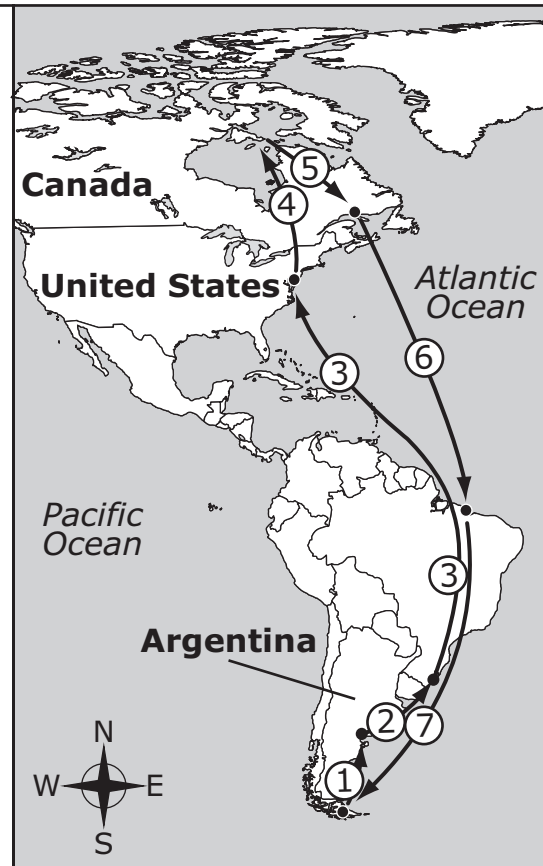 Canada
5
4
United States
Atlantic
Ocean
3
6
Pacific
Ocean
3
Argentina
2
7
1
N
W
E
S